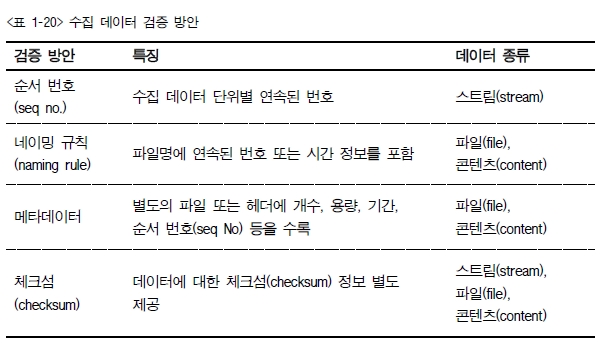 <표 1-20> 수집 데이터 검증 방안
검증 방안 특징 데이터 종류
순서 번호
(seq no.)
수집 데이터 단위별 연속된 번호
스트림(stream)
네이밍 규칙
(naming rule)
파일명에 연속된 번호 또는 시간 정보를 포함
파일(file),
콘텐츠(content)
메타데이터
별도의 파일 또는 헤더에 개수, 용량, 기간,
순서 번호(seq No) 등을 수록
파일(file),
콘텐츠(content)
체크섬
(checksum)
데이터에 대한 체크섬(checksum) 정보 별도
제공
스트림(stream),
파일(file),
콘텐츠(content)